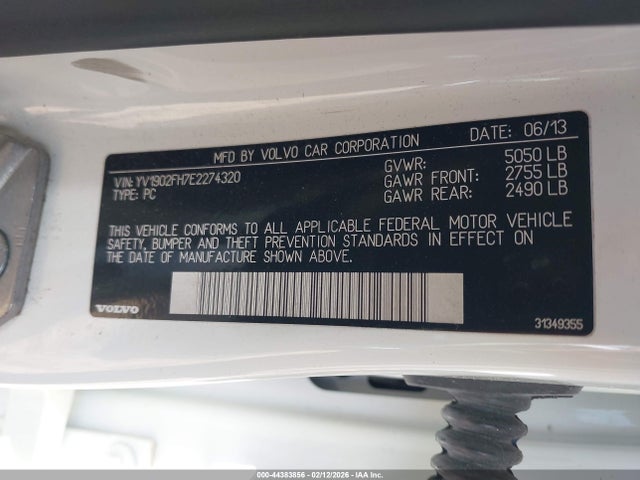 MFD BY VOLVO CAR CORPORATION DATE: 06/13
VIN: YV1902FH7E2274320 GVWR: 5050 LB
TYPE: PC GAWR FRONT: 2755 LB
GAWR REAR: 2490 LB
THIS VEHICLE CONFORMS TO ALL APPLICABLE FEDERAL MOTOR VEHICLE
SAFETY, BUMPER AND THEFT PREVENTION STANDARDS IN EFFECT ON
THE DATE OF MANUFACTURE SHOWN ABOVE.
VOLVO 31349355
000-44383856 - 02/12/2026 - IAA Inc.